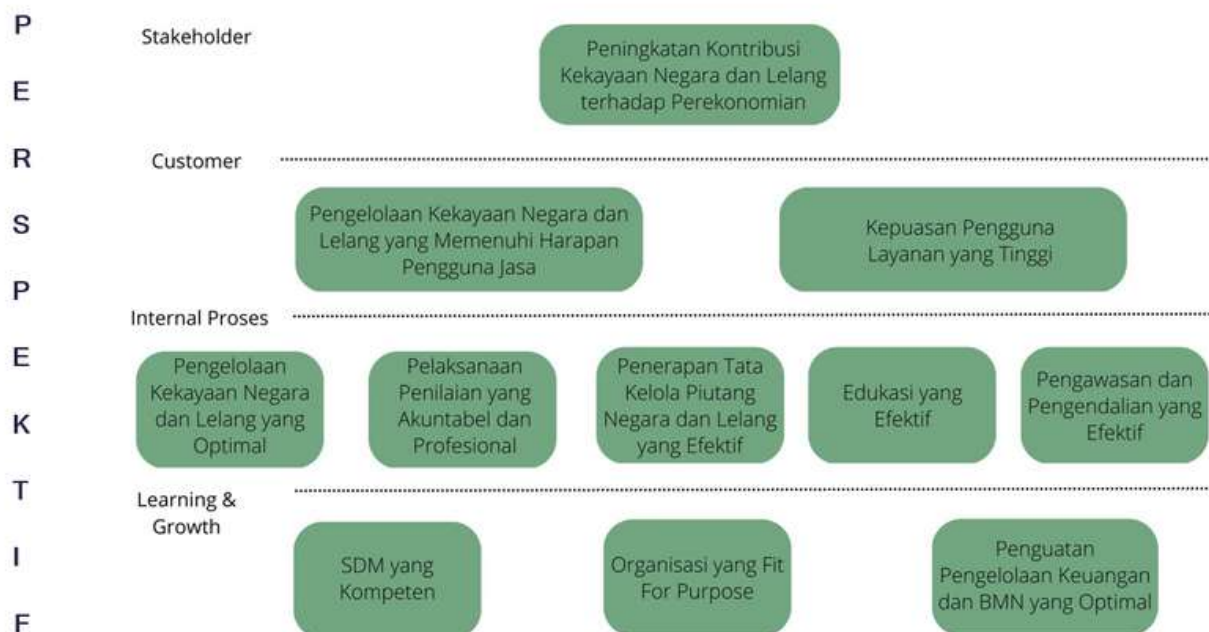 P
E
R
S
P
E
K
T
I
F
Stakeholder
Peningkatan Kontribusi
Kekayaan Negara dan Lelang
terhadap Perekonomian
Customer
Pengelolaan Kekayaan Negara dan
Lelang yang Memenuhi Harapan
Pengguna Jasa
Kepuasan Pengguna
Layanan yang Tinggi
Internal Proses
Pengelolaan
Kekayaan Negara
dan Lelang yang
Optimal
Pelaksanaan
Penilaian yang
Akuntabel dan
Profesional
Penerapan Tata
Kelola Piutang
Negara dan Lelang
yang Efektif
Edukasi yang
Efektif
Pengawasan dan
Pengendalian yang
Efektif
Learning &
Growth
SDM yang
Kompeten
Organisasi yang Fit
For Purpose
Penguatan
Pengelolaan Keuangan
dan BMN yang Optimal